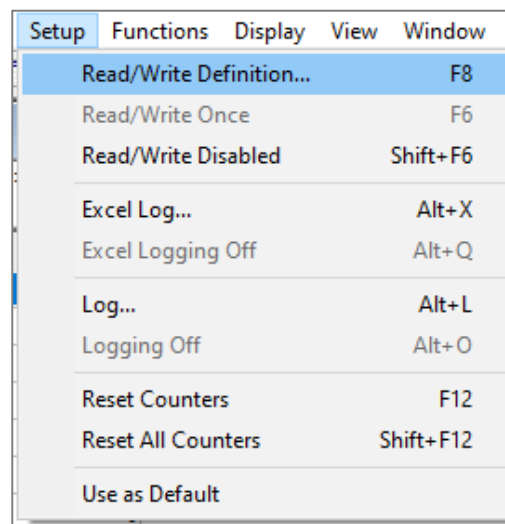 Setup Functions Display View Window
Read/Write Definition... F8
Read/Write Once F6
Read/Write Disabled Shift+F6
Excel Log... Alt+X
Excel Logging Off Alt+Q
Log... Alt+L
Logging Off Alt+O
Reset Counters F12
Reset All Counters Shift+F12
Use as Default